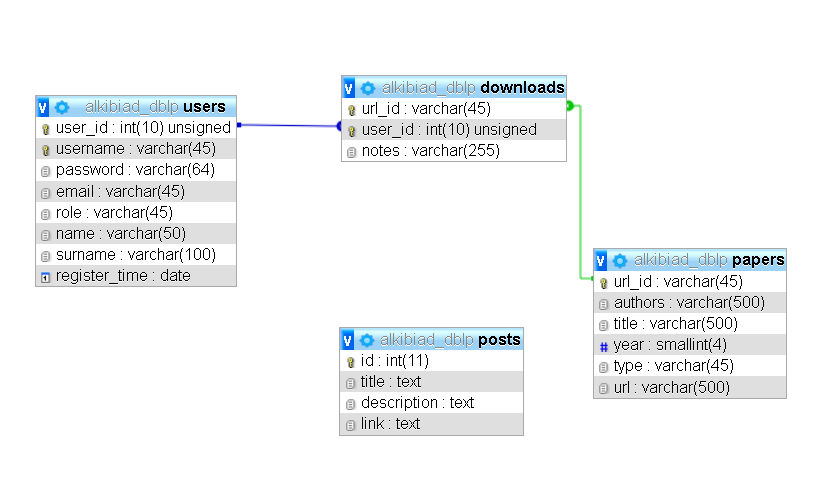 V alkibiad_dblp users
user_id : int(10) unsigned
username : varchar(45)
password : varchar(64)
email : varchar(45)
role : varchar(45)
name : varchar(50)
surname : varchar(100)
register_time : date
V alkibiad_dblp downloads
url_id : varchar(45)
user_id : int(10) unsigned
notes : varchar(255)
V alkibiad_dblp posts
id : int(11)
title : text
description : text
link : text
V alkibiad_dblp papers
url_id : varchar(45)
authors : varchar(500)
title : varchar(500)
# year : smallint(4)
type : varchar(45)
url : varchar(500)